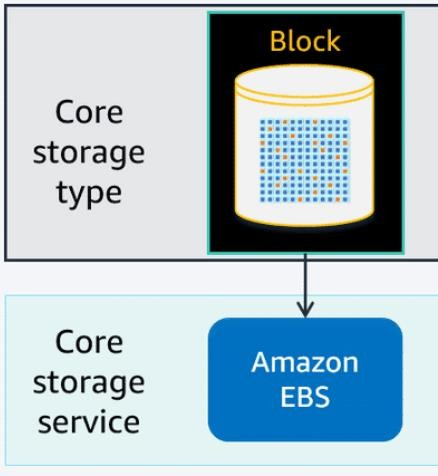 Block
Core
storage
type
Core
storage
service
Amazon
EBS